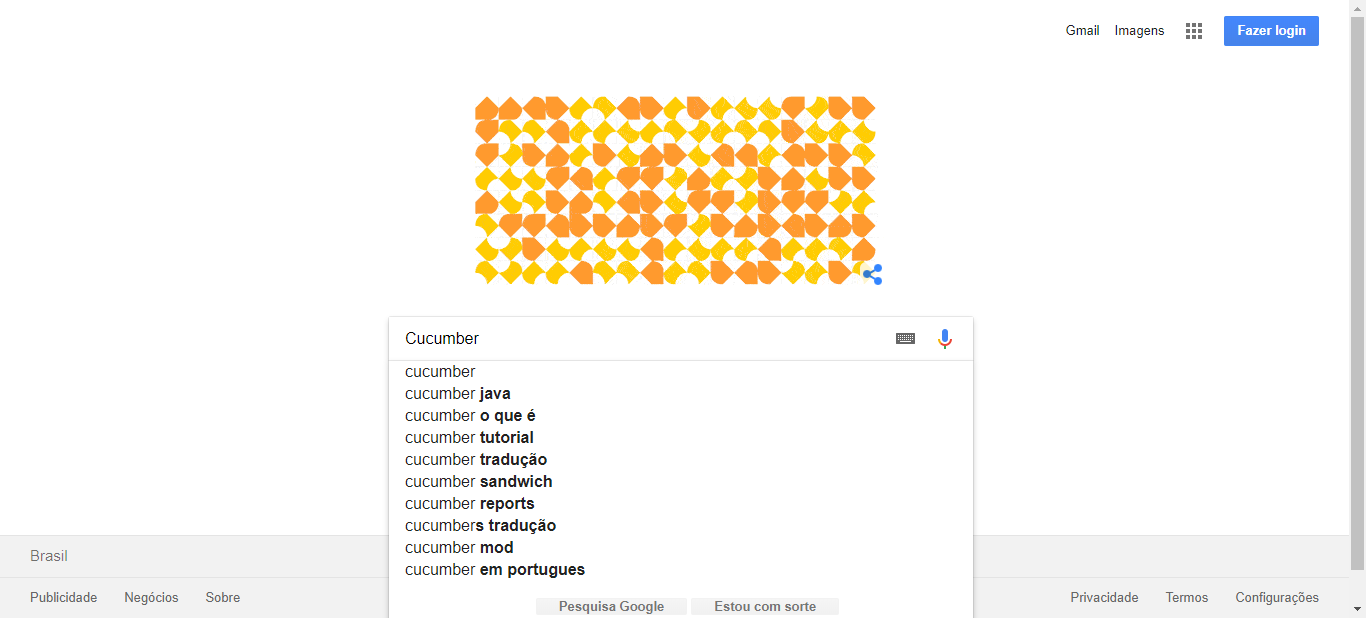 Gmail Imagens Fazer login
Cucumber
cucumber
cucumber java
cucumber o que é
cucumber tutorial
cucumber tradução
cucumber sandwich
cucumber reports
cucumbers tradução
cucumber mod
cucumber em portugues
Pesquisa Google Estou com sorte
Brasil
Publicidade Negócios Sobre Privacidade Termos Configurações